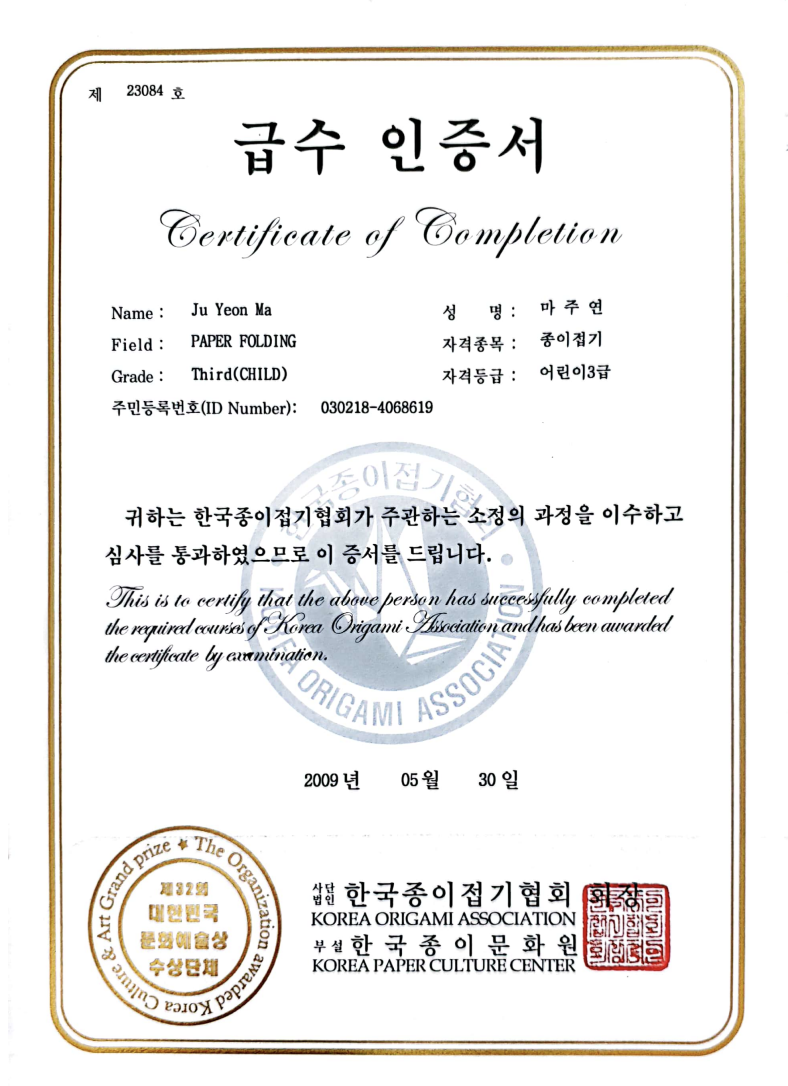 제 23084 호
급수 인증서
Certificate of Completion
Name : Ju Yeon Ma 성 명 : 마 주 연
Field : PAPER FOLDING 자격종목 : 종이접기
Grade : Third(CHILD) 자격등급 : 어린이3급
주민등록번호(ID Number): 030218-4068619
한국종이접기협회
귀하는 한국종이접기협회가 주관하는 소정의 과정을 이수하고
심사를 통과하였으므로 이 증서를 드립니다.
This is to certify that the above person has successfully completed
the required courses of Korea Origami Association and has been awarded
the certificate by examination.
KOREA ORIGAMI ASSOCIATION
2009 년 05 월 30 일
The Organization awarded Korea Culture & Art Grand prize
제32회
대한민국
문화예술상
수상단체
사단법인 한국종이접기협회 회장
KOREA ORIGAMI ASSOCIATION
부설 한국종이문화원
KOREA PAPER CULTURE CENTER